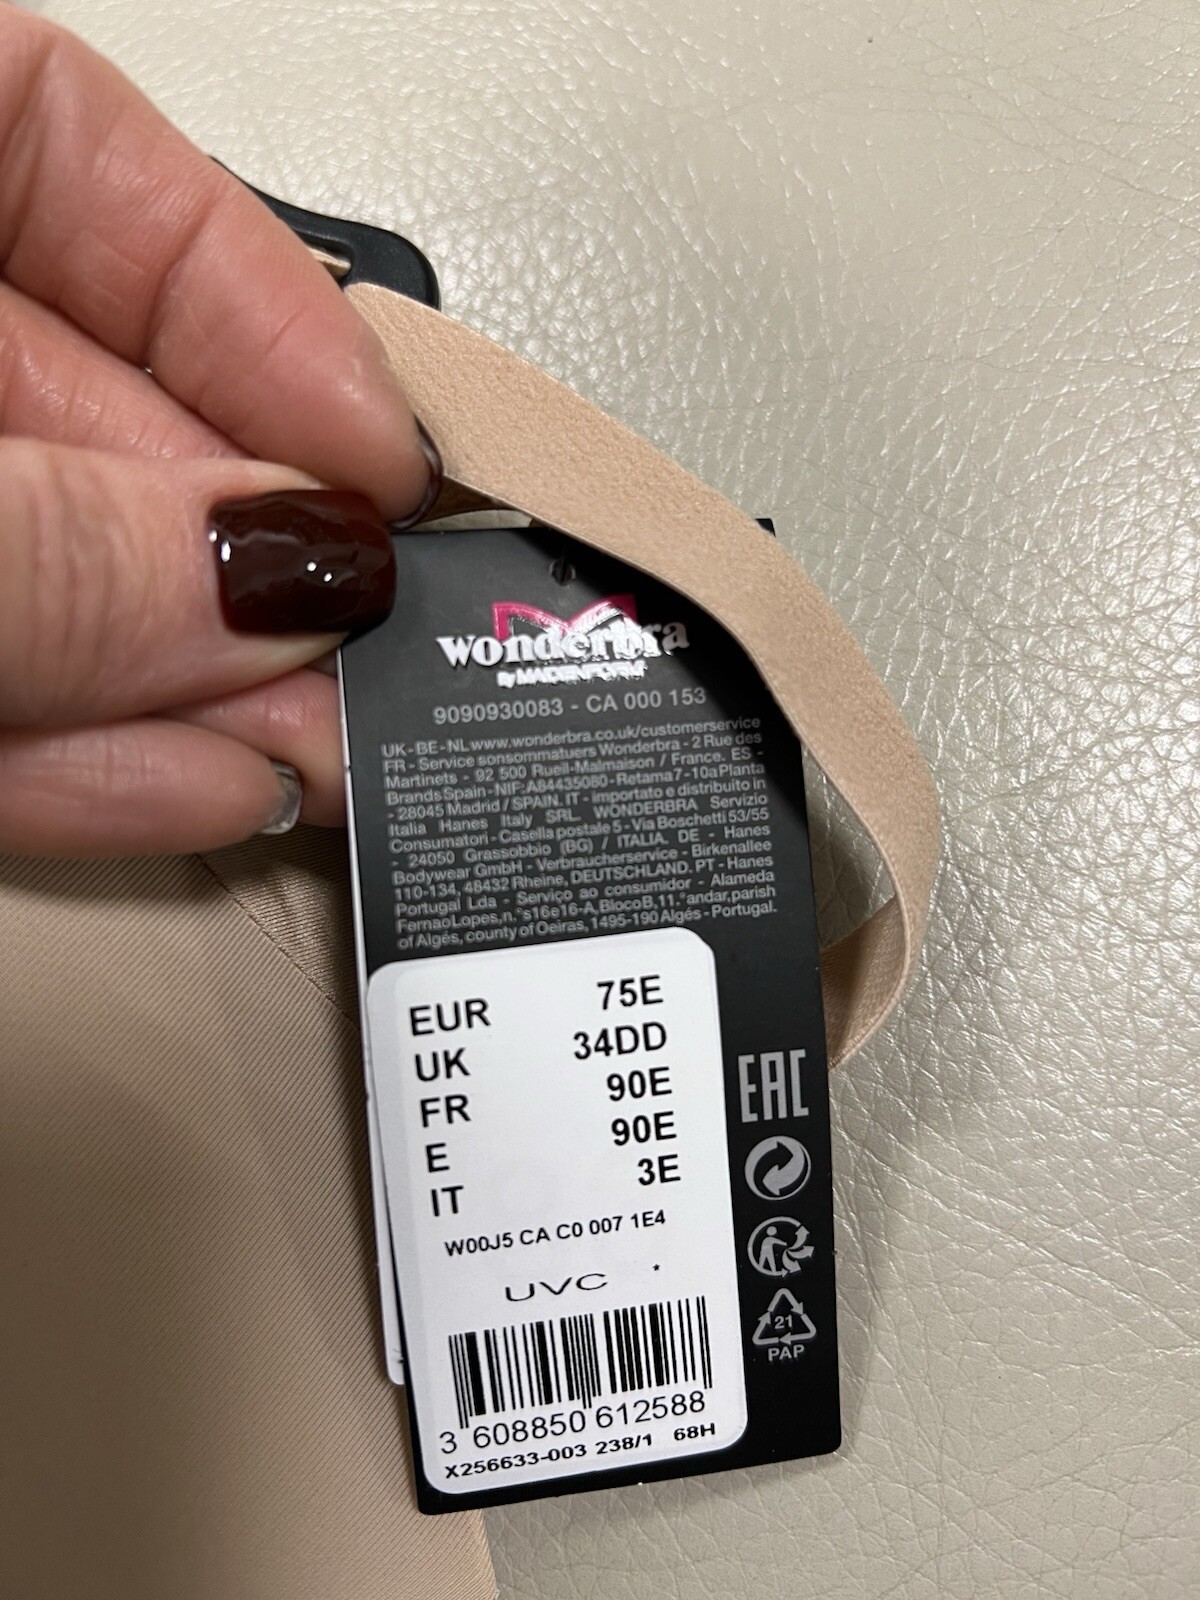 wonderbra
By MAIDENFORM
9090930083 - CA 000 153
UK - BE - NL www.wonderbra.co.uk/customerservice
FR - Service sonsommatuers Wonderbra - 2 Rue des
Martinets - 92 500 Rueil-Malmaison / France. ES -
Brands Spain - NIF: A84435080 - Retama 7 - 10a Planta
- 28045 Madrid / SPAIN. IT - importato e distribuito in
Italia Hanes Italy SRL. WONDERBRA Servizio
Consumatori - Casella postale 5 - Via Boschetti 53/55
- 24050 Grassobbio (BG) / ITALIA. DE - Hanes
Bodywear GmbH - Verbraucherservice - Birkenallee
110-134, 48432 Rheine, DEUTSCHLAND. PT - Hanes
Portugal Lda - Serviço ao consumidor - Alameda
Fernao Lopes, n.°s16e16-A, Bloco B, 11.°andar, parish
of Algés, county of Oeiras, 1495-190 Algés - Portugal.
EUR 75E
UK 34DD
FR 90E
E 90E
IT 3E
W00J5 CA C0 007 1E4
UVC *
3 608850 612588
X256633-003 238/1 68H
EAC
21
PAP